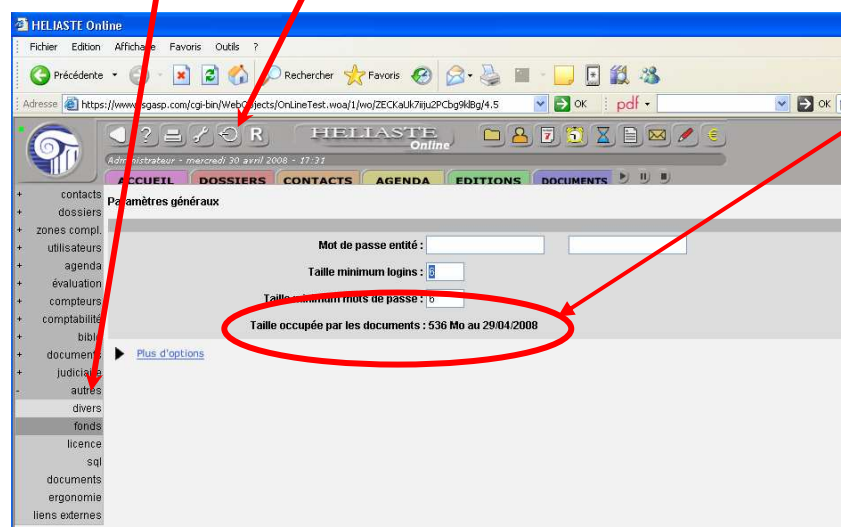 HELIASTE Online
Fichier Edition Affichage Favoris Outils ?
Précédente Rechercher Favoris
Adresse https://www.sgasp.com/cgi-bin/WebObjects/OnLineTest.woa/1/wo/ZECKaUk7iiju2PCbg9kIBg/4.5 OK pdf OK
? R HELIASTE Online
Administrateur - mercredi 30 avril 2008 - 17:31
ACCUEIL DOSSIERS CONTACTS AGENDA EDITIONS DOCUMENTS
+ contacts
Paramètres généraux
+ dossiers
+ zones compl.
+ utilisateurs
Mot de passe entité :
+ agenda
Taille minimum logins : 6
+ évaluation
+ compteurs
Taille minimum mots de passe : 6
+ comptabilité
Taille occupée par les documents : 536 Mo au 29/04/2008
+ bible
+ documents
Plus d'options
+ judiciaire
- autres
divers
fonds
licence
sql
documents
ergonomie
liens externes